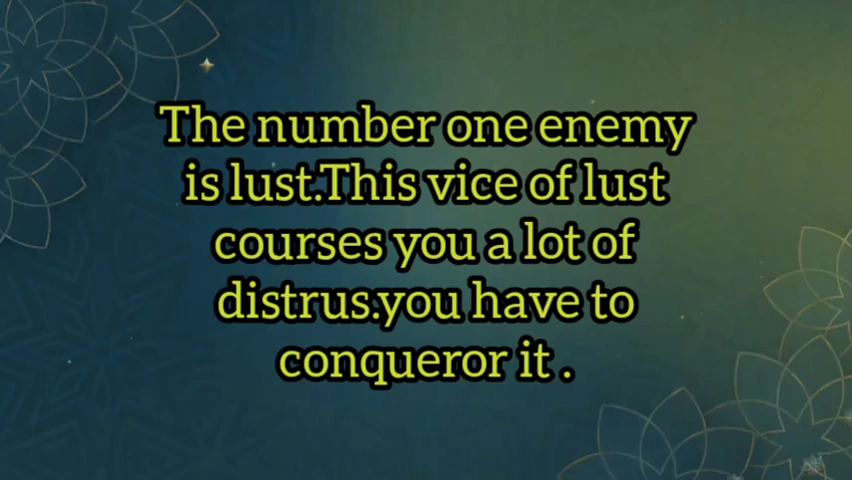 The number one enemy
is lust.This vice of lust
courses you a lot of
distrus.you have to
conqueror it .